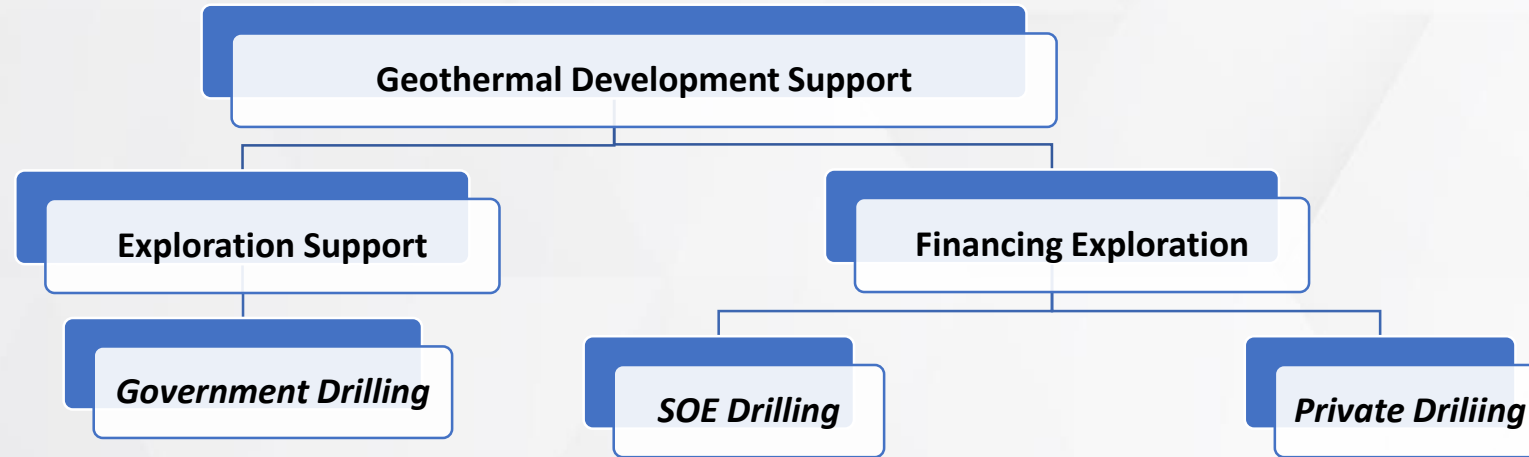 Geothermal Development Support
Exploration Support
Financing Exploration
Government Drilling
SOE Drilling
Private Driliing